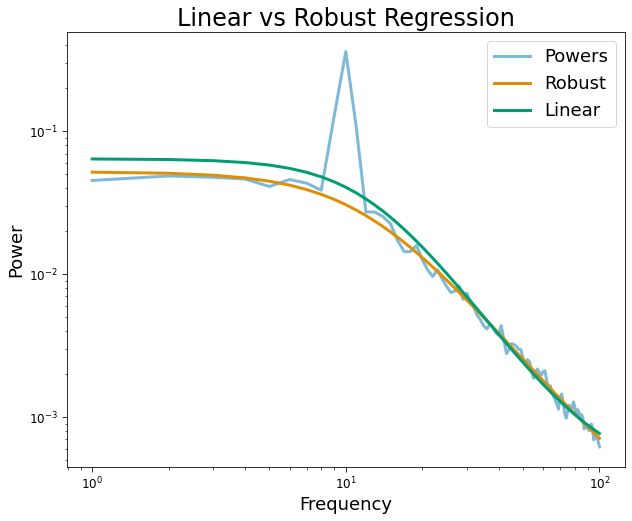 Linear vs Robust Regression
Powers
Robust
Linear
10⁻¹
10⁻²
10⁻³
Power
10⁰
10¹
10²
Frequency